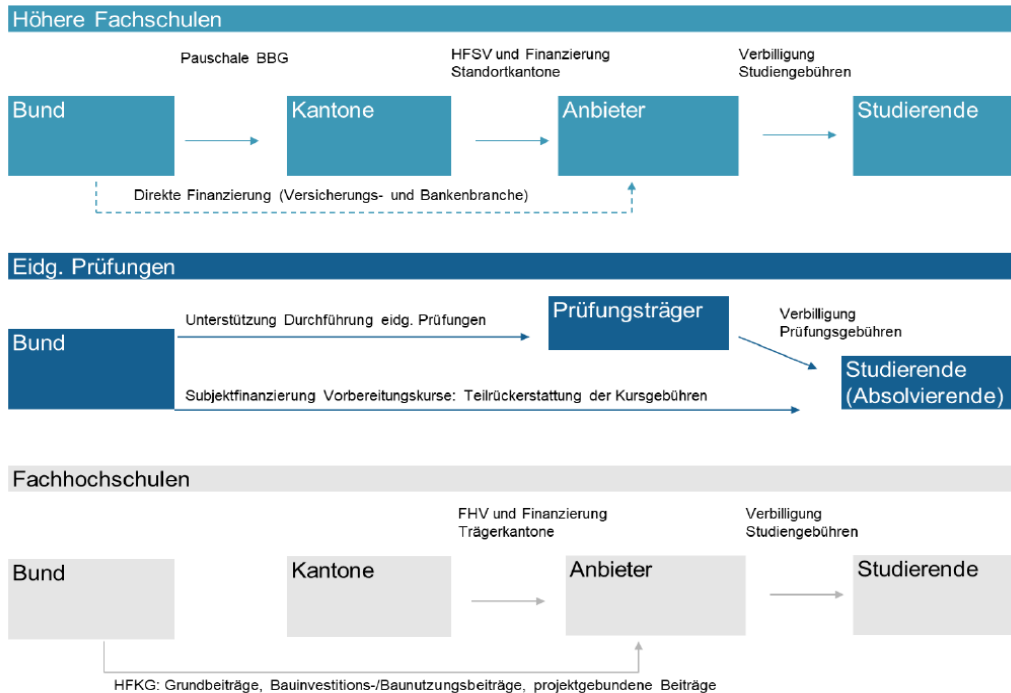 Höhere Fachschulen
Pauschale BBG
HFSV und Finanzierung
Standortkantone
Verbilligung
Studiengebühren
Bund
Kantone
Anbieter
Studierende
Direkte Finanzierung (Versicherungs- und Bankenbranche)
Eidg. Prüfungen
Unterstützung Durchführung eidg. Prüfungen
Prüfungsträger
Verbilligung
Prüfungsgebühren
Bund
Studierende
(Absolvierende)
Subjektfinanzierung Vorbereitungskurse: Teilrückerstattung der Kursgebühren
Fachhochschulen
FHV und Finanzierung
Trägerkantone
Verbilligung
Studiengebühren
Bund
Kantone
Anbieter
Studierende
HFKG: Grundbeiträge, Bauinvestitions-/Baunutzungsbeiträge, projektgebundene Beiträge